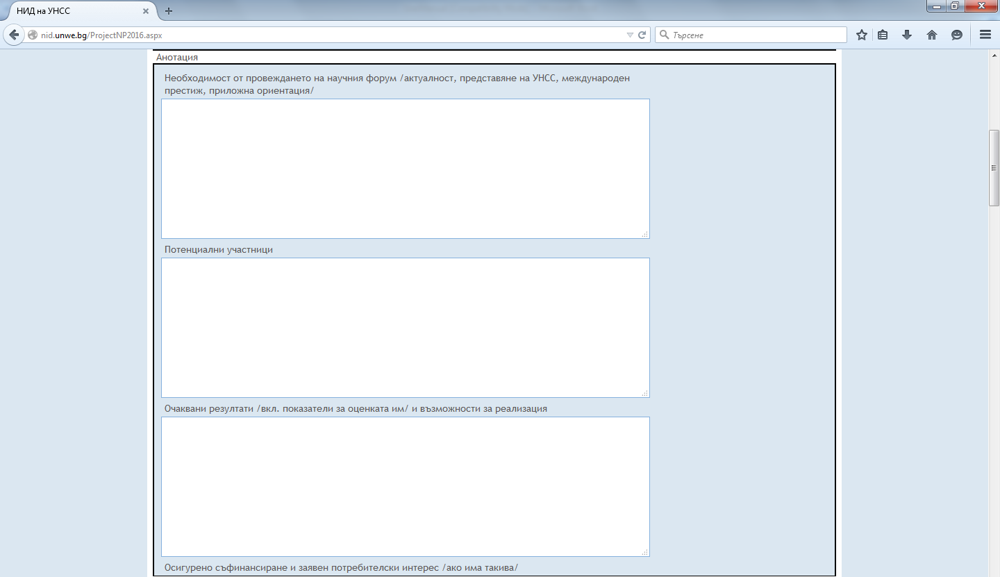 НИД на УНСС
nid.unwe.bg/ProjectNP2016.aspx
Търсене
Анотация
Необходимост от провеждането на научния форум /актуалност, представяне на УНСС, международен
престиж, приложна ориентация/
Потенциални участници
Очаквани резултати /вкл. показатели за оценката им/ и възможности за реализация
Осигурено съфинансиране и заявен потребителски интерес /ако има такива/